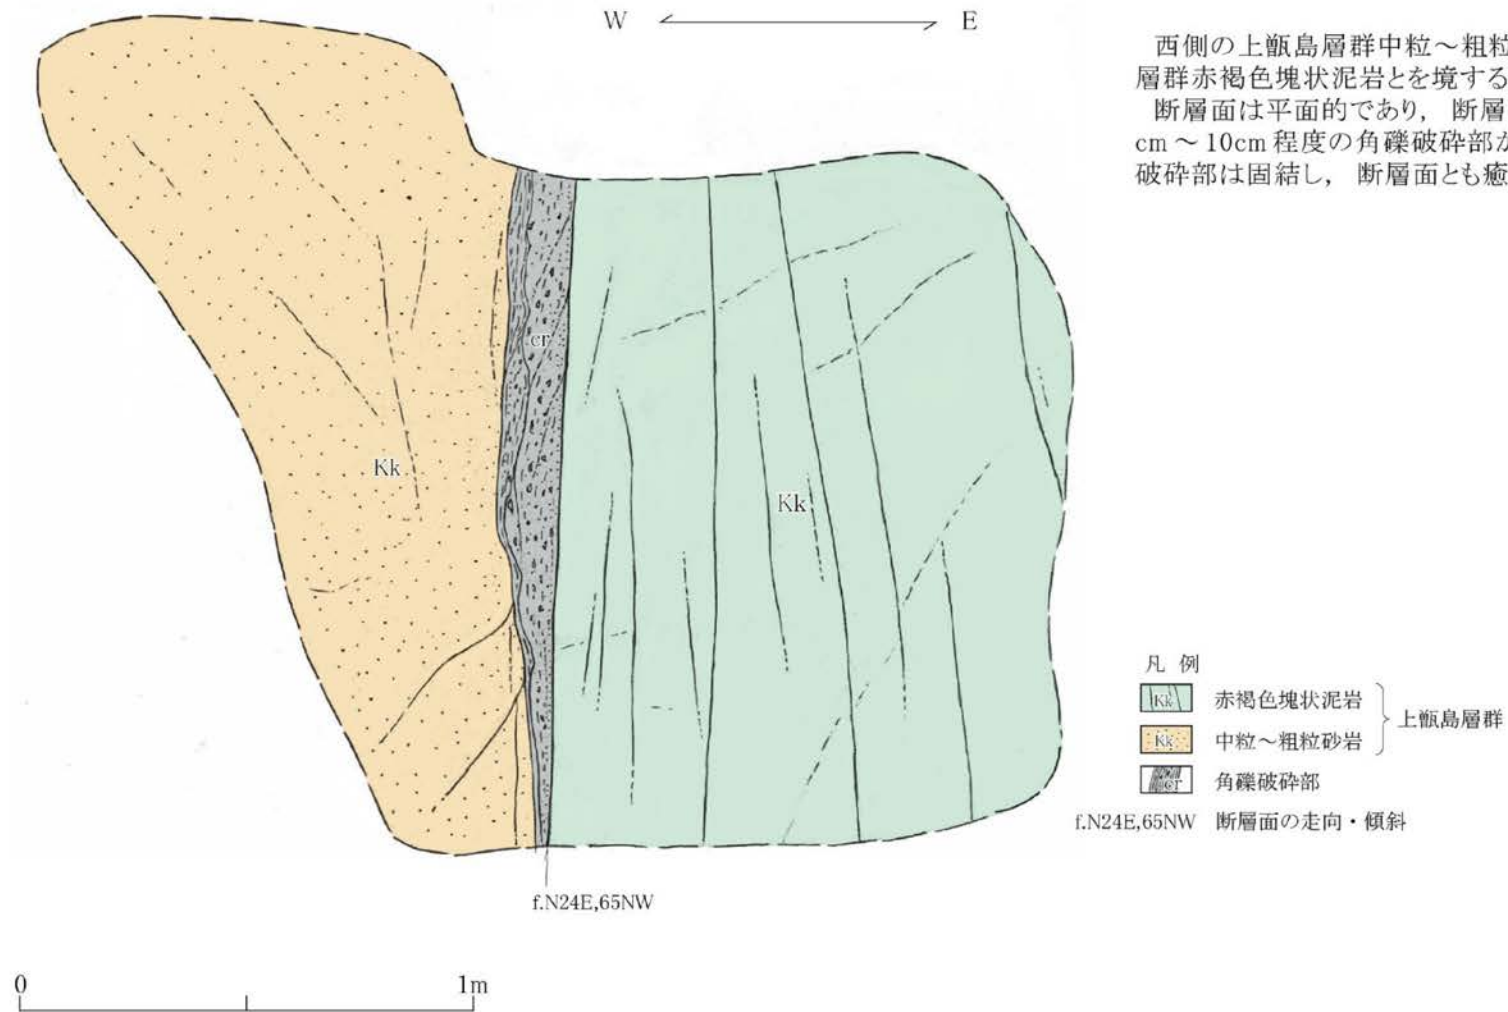 W E
西側の上甑島層群中粒～粗粒
層群赤褐色塊状泥岩とを境する
断層面は平面的であり， 断層
cm～10cm 程度の角礫破砕部が
破砕部は固結し， 断層面とも癒
cr
Kk
Kk
凡 例
Kk 赤褐色塊状泥岩
Kk 中粒～粗粒砂岩
上甑島層群
cr 角礫破砕部
f.N24E,65NW 断層面の走向・傾斜
f.N24E,65NW
0 1m